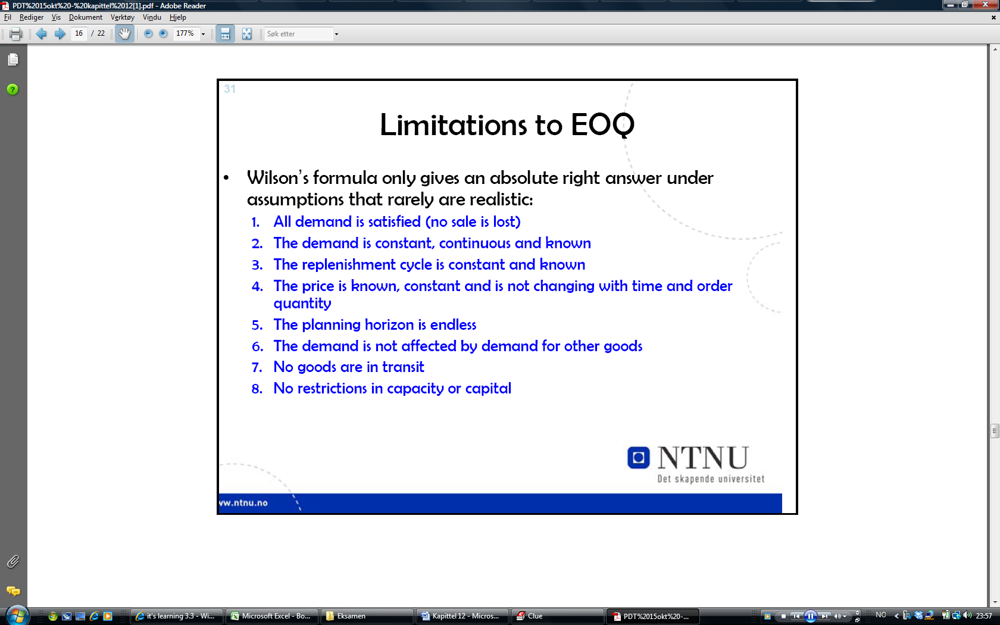 PDT%2015okt%20-%20kapittel%2012[1].pdf - Adobe Reader
Fil Rediger Vis Dokument Verktøy Vindu Hjelp
16 / 22 177% Søk etter
31
Limitations to EOQ
• Wilson's formula only gives an absolute right answer under
assumptions that rarely are realistic:
1. All demand is satisfied (no sale is lost)
2. The demand is constant, continuous and known
3. The replenishment cycle is constant and known
4. The price is known, constant and is not changing with time and order
quantity
5. The planning horizon is endless
6. The demand is not affected by demand for other goods
7. No goods are in transit
8. No restrictions in capacity or capital
NTNU
Det skapende universitet
ww.ntnu.no
it's learning 3.3 - Wi... Microsoft Excel - Bo... Eksamen Kapittel 12 - Micros... Clue PDT%2015okt%20-... NO 23:57